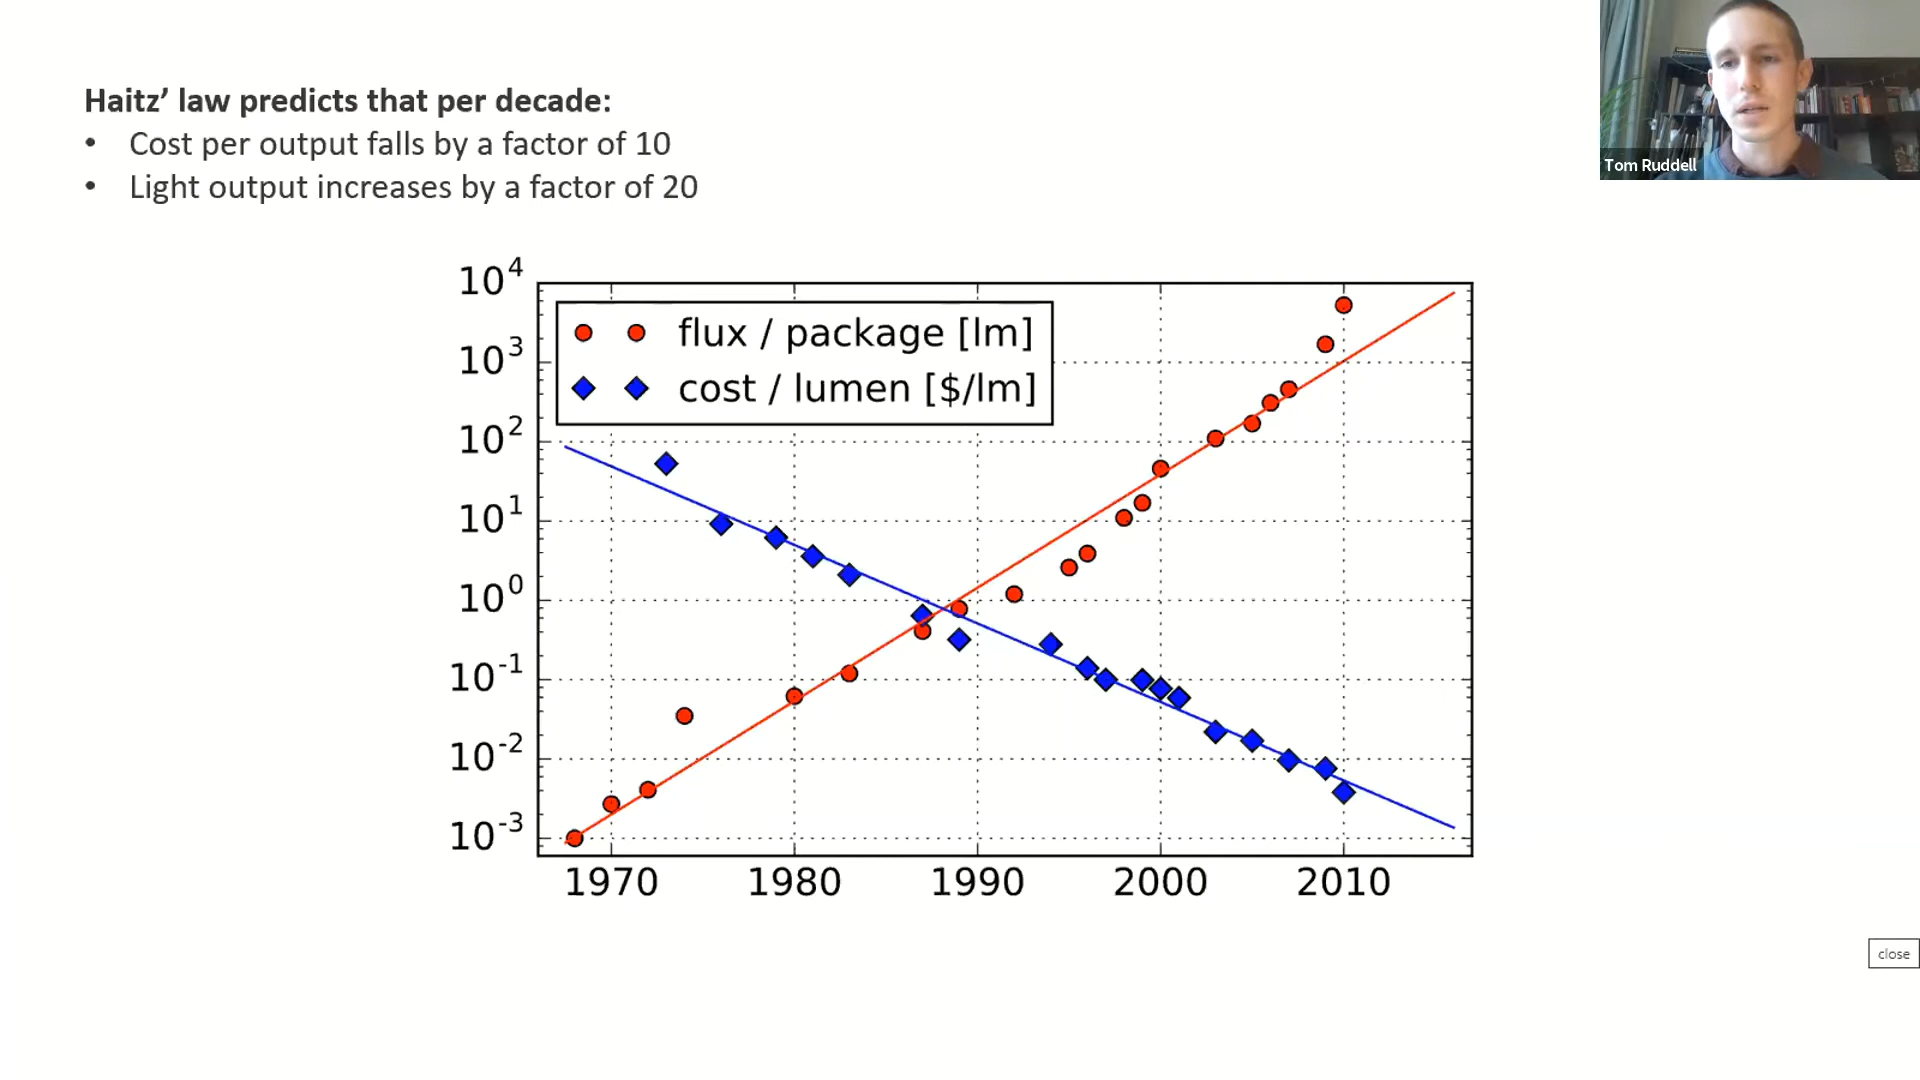 Haitz’ law predicts that per decade:
• Cost per output falls by a factor of 10
• Light output increases by a factor of 20
Tom Ruddell
flux / package [lm]
cost / lumen [$/lm]
10^4
10^3
10^2
10^1
10^0
10^-1
10^-2
10^-3
1970 1980 1990 2000 2010
close